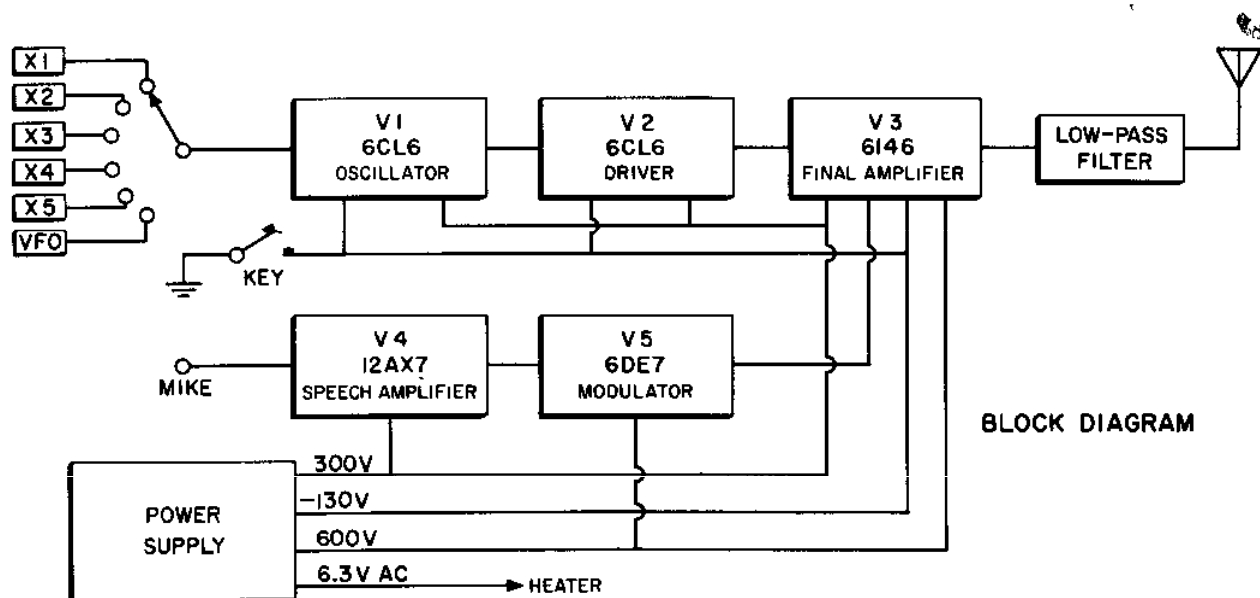 X1
X2
X3
X4
X5
VFO
V1
6CL6
OSCILLATOR
V2
6CL6
DRIVER
V3
6146
FINAL AMPLIFIER
LOW-PASS
FILTER
KEY
MIKE
V4
12AX7
SPEECH AMPLIFIER
V5
6DE7
MODULATOR
BLOCK DIAGRAM
POWER
SUPPLY
300V
-130V
600V
6.3V AC
HEATER